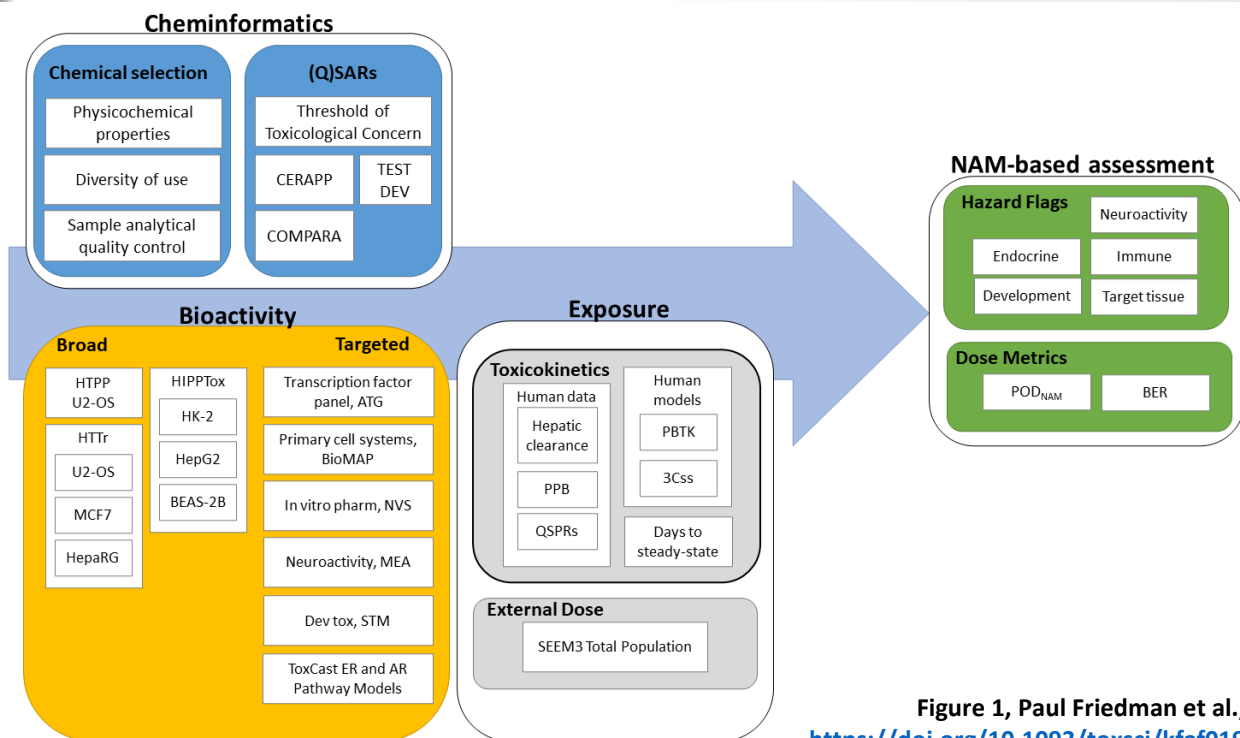 Cheminformatics
Chemical selection
Physicochemical
properties
Diversity of use
Sample analytical
quality control
(Q)SARs
Threshold of
Toxicological Concern
CERAPP
TEST
DEV
COMPARA
Bioactivity
Broad
HTPP
U2-OS
HTTr
U2-OS
MCF7
HepaRG
HIPPTox
HK-2
HepG2
BEAS-2B
Targeted
Transcription factor
panel, ATG
Primary cell systems,
BioMAP
In vitro pharm, NVS
Neuroactivity, MEA
Dev tox, STM
ToxCast ER and AR
Pathway Models
Exposure
Toxicokinetics
Human data
Hepatic
clearance
PPB
QSPRs
Human
models
PBTK
3Css
Days to
steady-state
External Dose
SEEM3 Total Population
NAM-based assessment
Hazard Flags
Neuroactivity
Endocrine
Immune
Development
Target tissue
Dose Metrics
POD<sub>NAM</sub>
BER
Figure 1, Paul Friedman et al.,